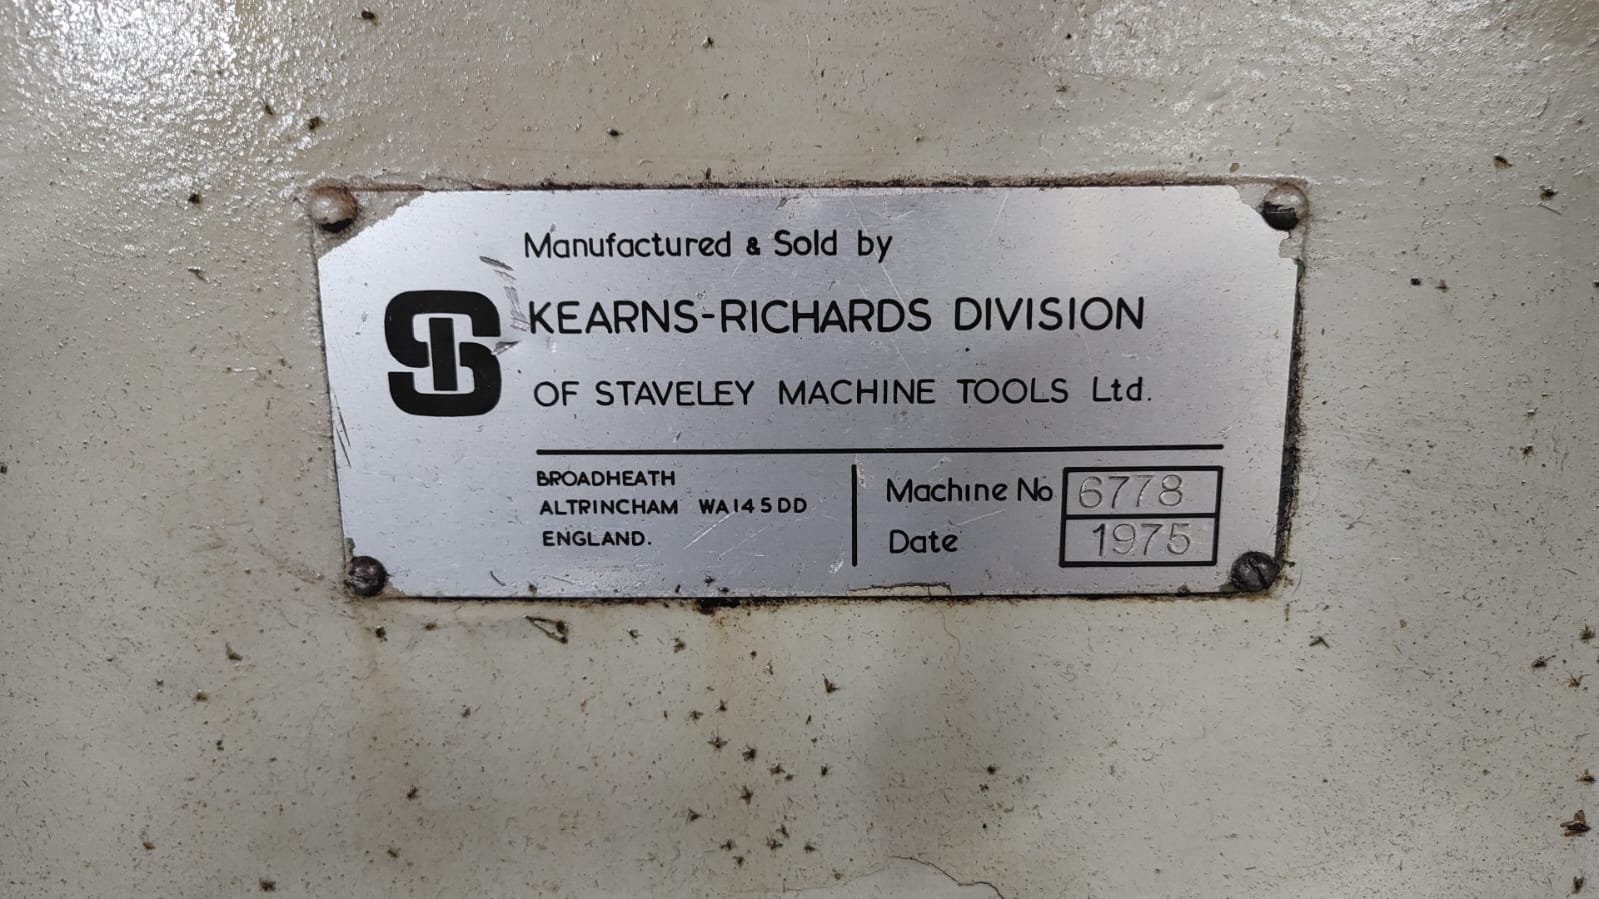 Manufactured & Sold by
KEARNS-RICHARDS DIVISION
OF STAVELEY MACHINE TOOLS Ltd.
BROADHEATH
ALTRINCHAM WA14 5DD
ENGLAND.
Machine No 6778
Date 1975